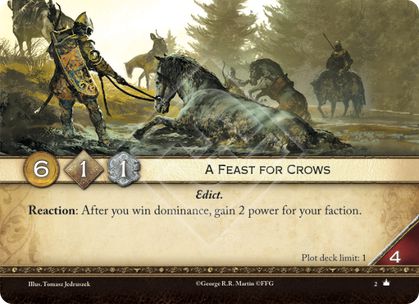 6 1 1 A Feast for Crows
Edict.
Reaction: After you win dominance, gain 2 power for your faction.
Plot deck limit: 1
4
Illus. Tomasz Jedruszek ©George R.R. Martin ©FFG 2